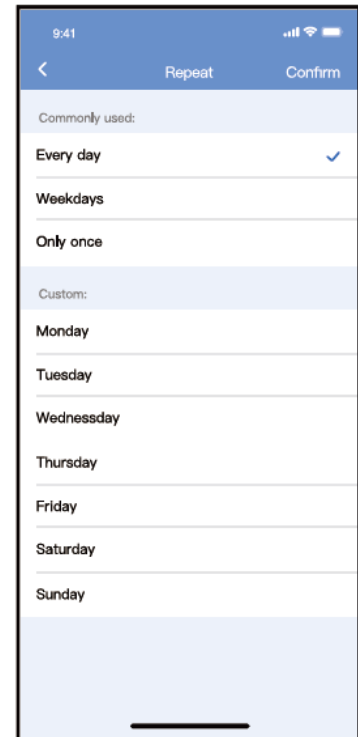 9:41
Repeat Confirm
Commonly used:
Every day
Weekdays
Only once
Custom:
Monday
Tuesday
Wednessday
Thursday
Friday
Saturday
Sunday